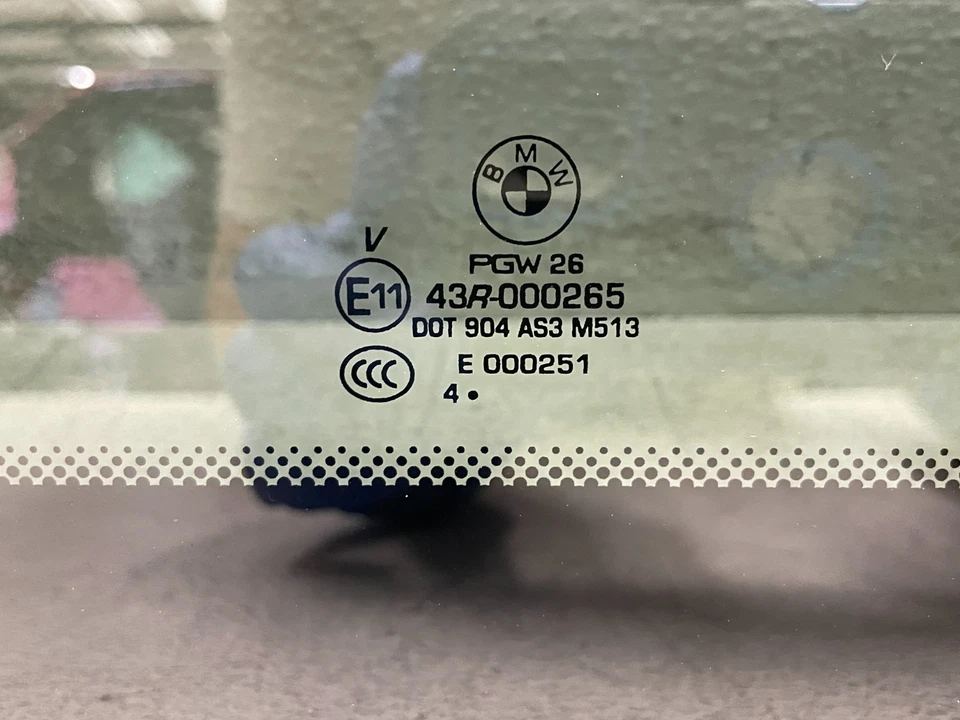 BMW
PGW 26
V
E11 43R-000265
DOT 904 AS3 M513
CCC E 000251
4 •